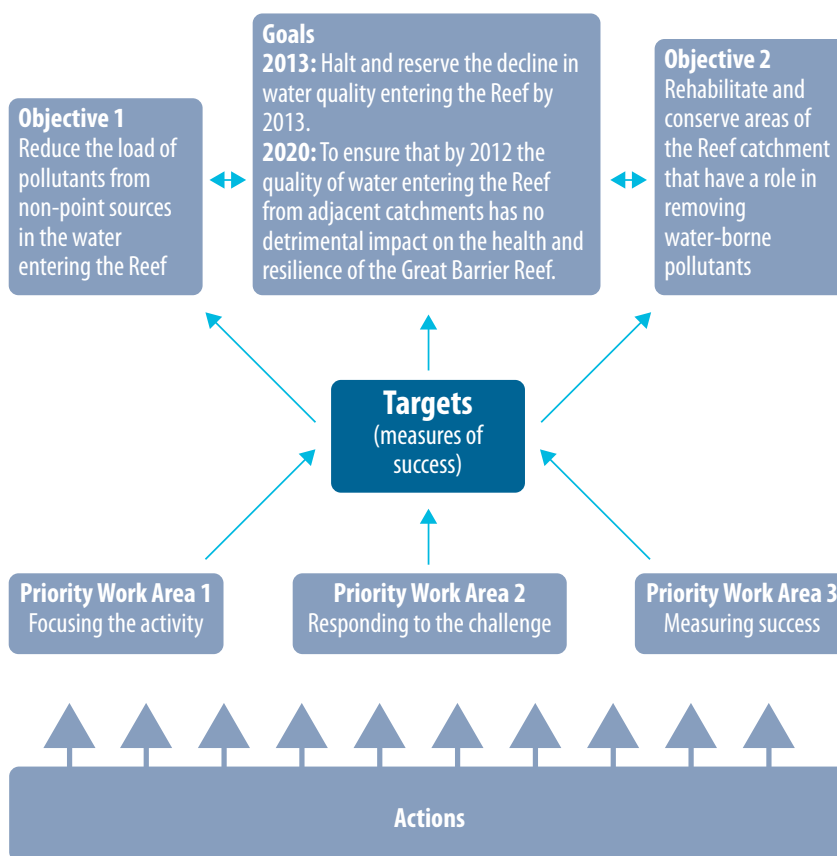 Goals
2013: Halt and reserve the decline in
water quality entering the Reef by
2013.
2020: To ensure that by 2012 the
quality of water entering the Reef
from adjacent catchments has no
detrimental impact on the health and
resilience of the Great Barrier Reef.
Objective 1
Reduce the load of
pollutants from
non-point sources
in the water
entering the Reef
Objective 2
Rehabilitate and
conserve areas of
the Reef catchment
that have a role in
removing
water-borne
pollutants
Targets
(measures of
success)
Priority Work Area 1
Focusing the activity
Priority Work Area 2
Responding to the challenge
Priority Work Area 3
Measuring success
Actions